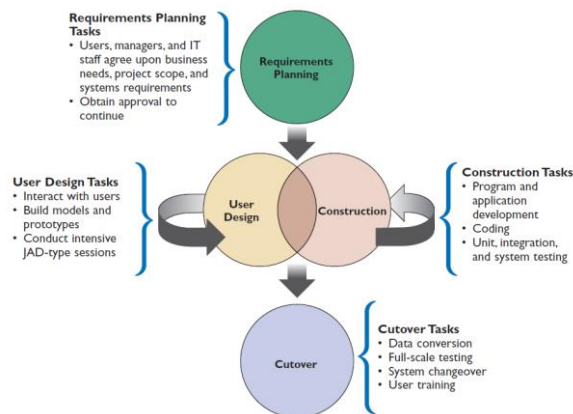 Requirements Planning
Tasks
• Users, managers, and IT
staff agree upon business
needs, project scope, and
systems requirements
• Obtain approval to
continue
Requirements
Planning
User Design Tasks
• Interact with users
• Build models and
prototypes
• Conduct intensive
JAD-type sessions
User
Design
Construction
Construction Tasks
• Program and
application
development
• Coding
• Unit, integration,
and system testing
Cutover
Cutover Tasks
• Data conversion
• Full-scale testing
• System changeover
• User training